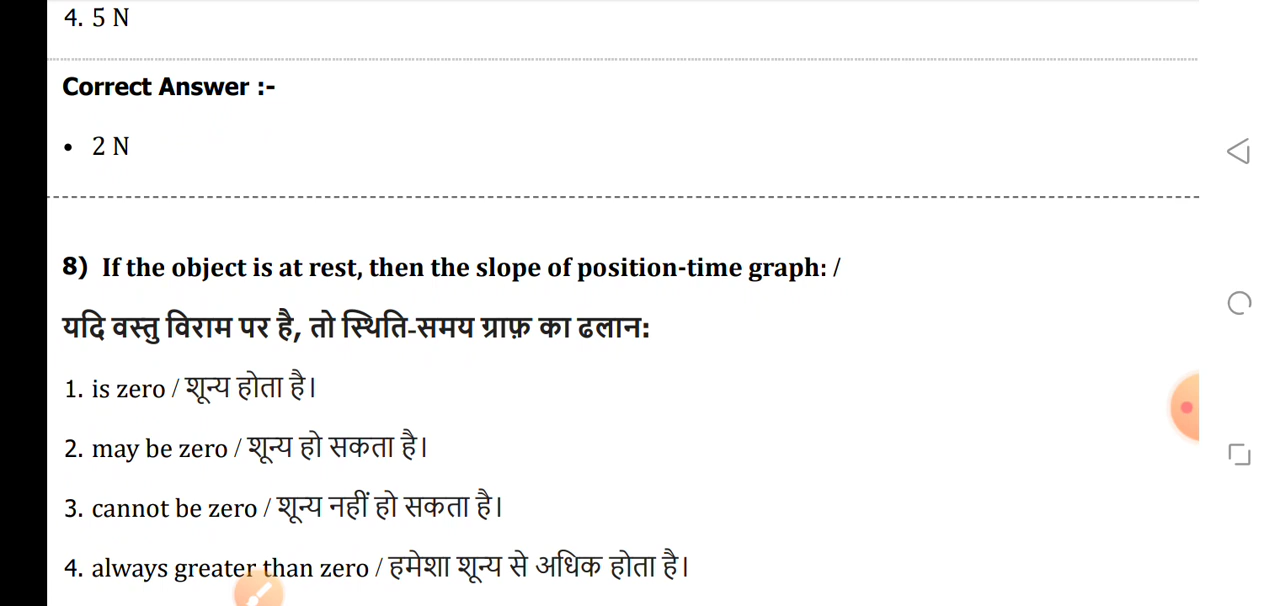 4. 5 N
Correct Answer :-
• 2 N
8) If the object is at rest, then the slope of position-time graph: /
यदि वस्तु विराम पर है, तो स्थिति-समय ग्राफ़ का ढलान:
1. is zero / शून्य होता है।
2. may be zero / शून्य हो सकता है।
3. cannot be zero / शून्य नहीं हो सकता है।
4. always greater than zero / हमेशा शून्य से अधिक होता है।